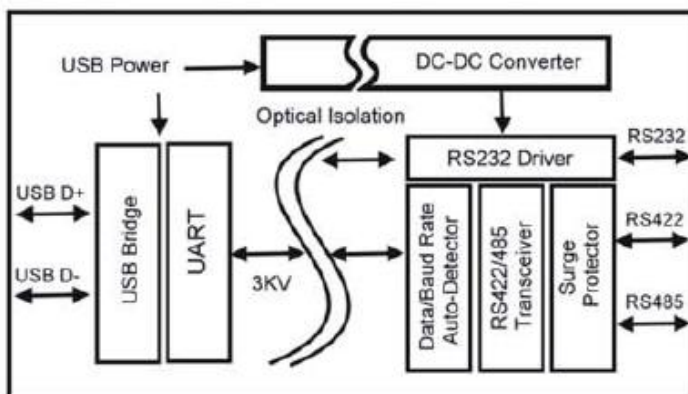 USB Power
DC-DC Converter
Optical Isolation
RS232 Driver
RS232
USB D+
USB D-
USB Bridge
UART
3KV
Data/Baud Rate
Auto-Detector
RS422/485
Transceiver
Surge
Protector
RS422
RS485